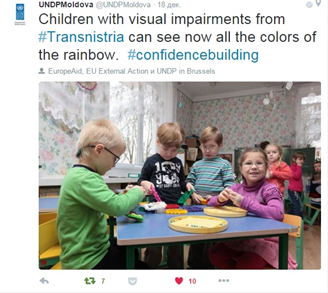 UNDPMoldova @UNDPMoldova · 18 дек.
Children with visual impairments from
#Transnistria can see now all the colors of
the rainbow. #confidencebuilding
EuropeAid, EU External Action и UNDP in Brussels
7
10